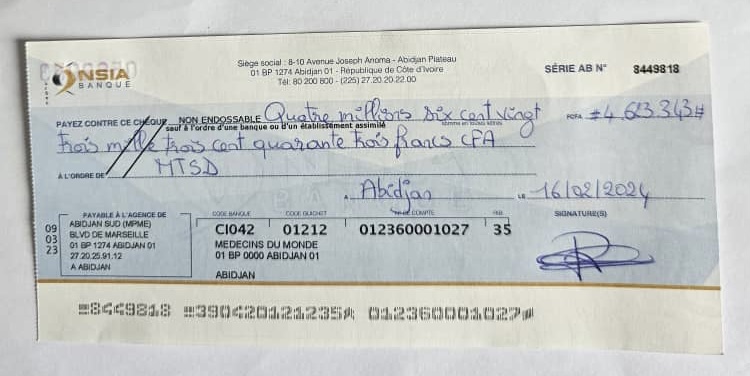 NSIA
BANQUE
Siège social : 8-10 Avenue Joseph Anoma - Abidjan Plateau
01 BP 1274 Abidjan 01 - République de Côte d'Ivoire
Tél: 80 200 800 - (225) 27.20.20.22.00
SÉRIE AB N° 8449818
PAYEZ CONTRE CE CHÈQUE NON ENDOSSABLE Quatre millions six cent vingt FCFA #4.623.343#
sauf à l'ordre d'une banque ou d'un établissement assimilé
trois mille trois cent quarante trois francs CFA
À L'ORDRE DE MTSD
A Abidjan LE 16/02/2024
09
03
23
PAYABLE À L'AGENCE DE
ABIDJAN SUD (MPME)
BLVD DE MARSEILLE
01 BP 1274 ABIDJAN 01
27.20.25.91.12
A ABIDJAN
CODE BANQUE CODE GUICHET N° DE COMPTE RIB
CI042 01212 012360001027 35
MEDECINS DU MONDE
01 BP 0000 ABIDJAN 01
ABIDJAN
SIGNATURE(S)
8449818 390420121235 012360001027